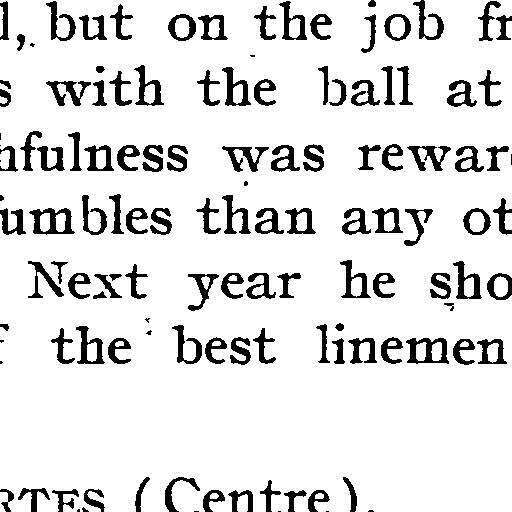 l, but on the job fr
s with the ball at
hfulness was rewar
umbles than any ot
Next year he sho
f the best linemen
RTES (Centre).